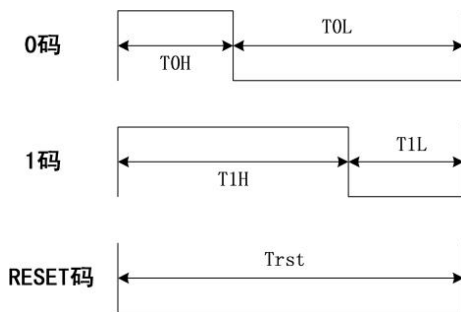 0码
T0H
T0L
1码
T1H
T1L
RESET码
Trst